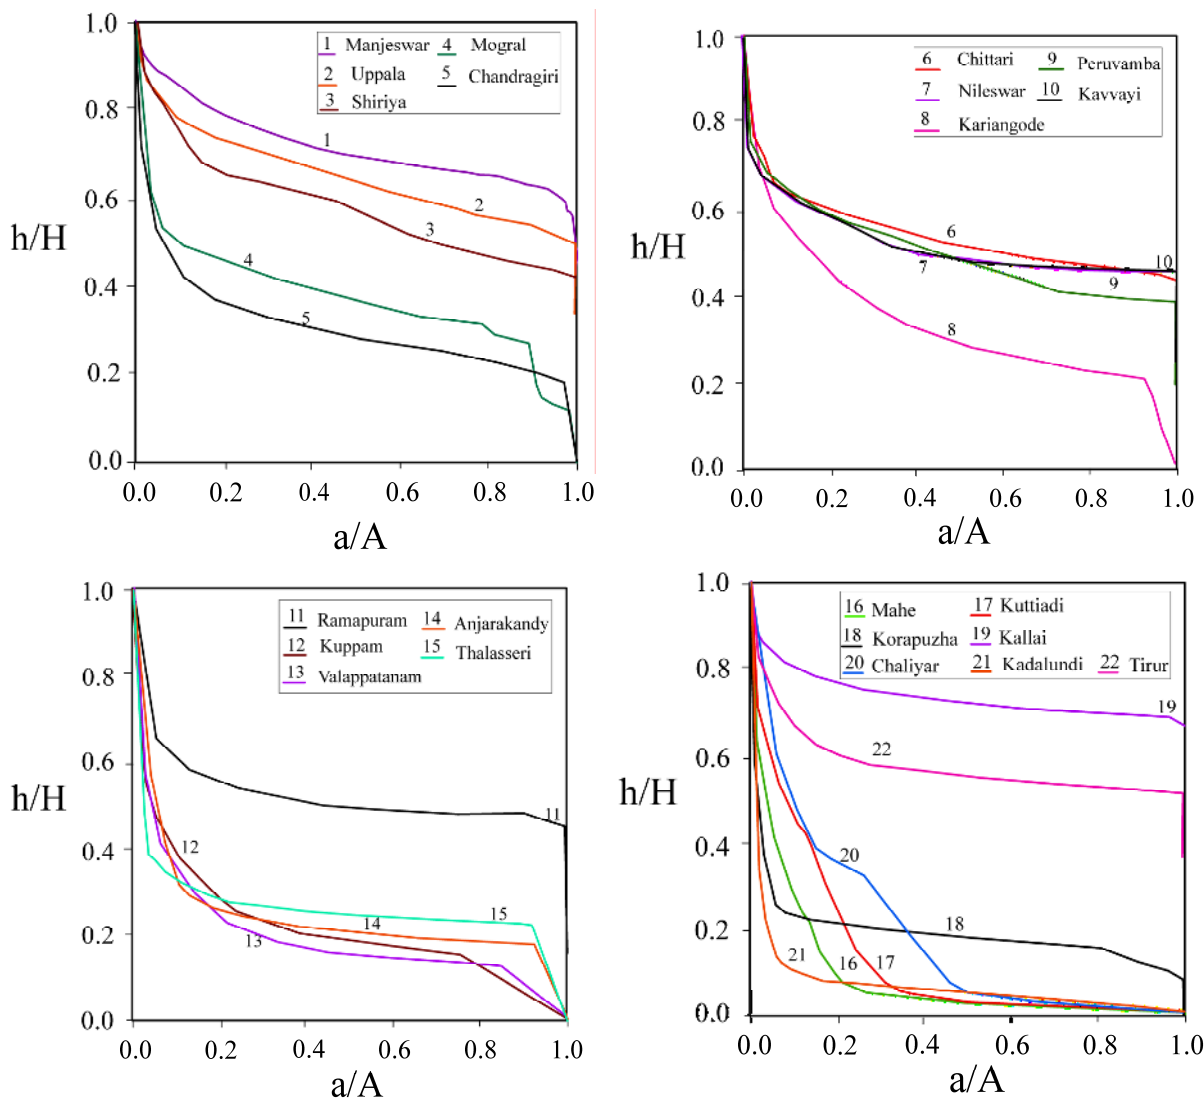 1.0
0.8
0.6
0.4
0.2
0.0
h/H
1 Manjeswar 4 Mogral
2 Uppala 5 Chandragiri
3 Shiriya
1
2
3
4
5
0.0 0.2 0.4 0.6 0.8 1.0
a/A
1.0
0.8
0.6
0.4
0.2
0.0
h/H
6 Chittari 9 Peruvamba
7 Nileswar 10 Kavvayi
8 Kariangode
6
10
7
9
8
0.0 0.2 0.4 0.6 0.8 1.0
a/A
1.0
0.8
0.6
0.4
0.2
0.0
h/H
11 Ramapuram 14 Anjarakandy
12 Kuppam 15 Thalasseri
13 Valappatanam
11
12
15
14
13
0.0 0.2 0.4 0.6 0.8 1.0
a/A
1.0
0.8
0.6
0.4
0.2
0.0
h/H
16 Mahe 17 Kuttiadi
18 Korapuzha 19 Kallai
20 Chaliyar 21 Kadalundi 22 Tirur
19
22
20
18
21 16 17
0.0 0.2 0.4 0.6 0.8 1.0
a/A